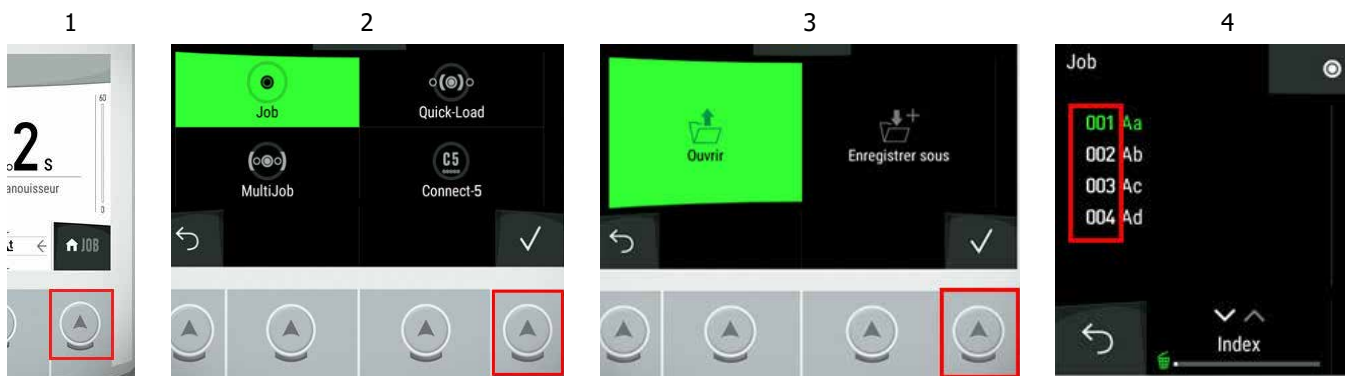 1
2
3
4
60
2 s
anouisseur
0
JOB
Job
Quick-Load
MultiJob
C5
Connect-5
Ouvrir
Enregistrer sous
Job
001 Aa
002 Ab
003 Ac
004 Ad
Index